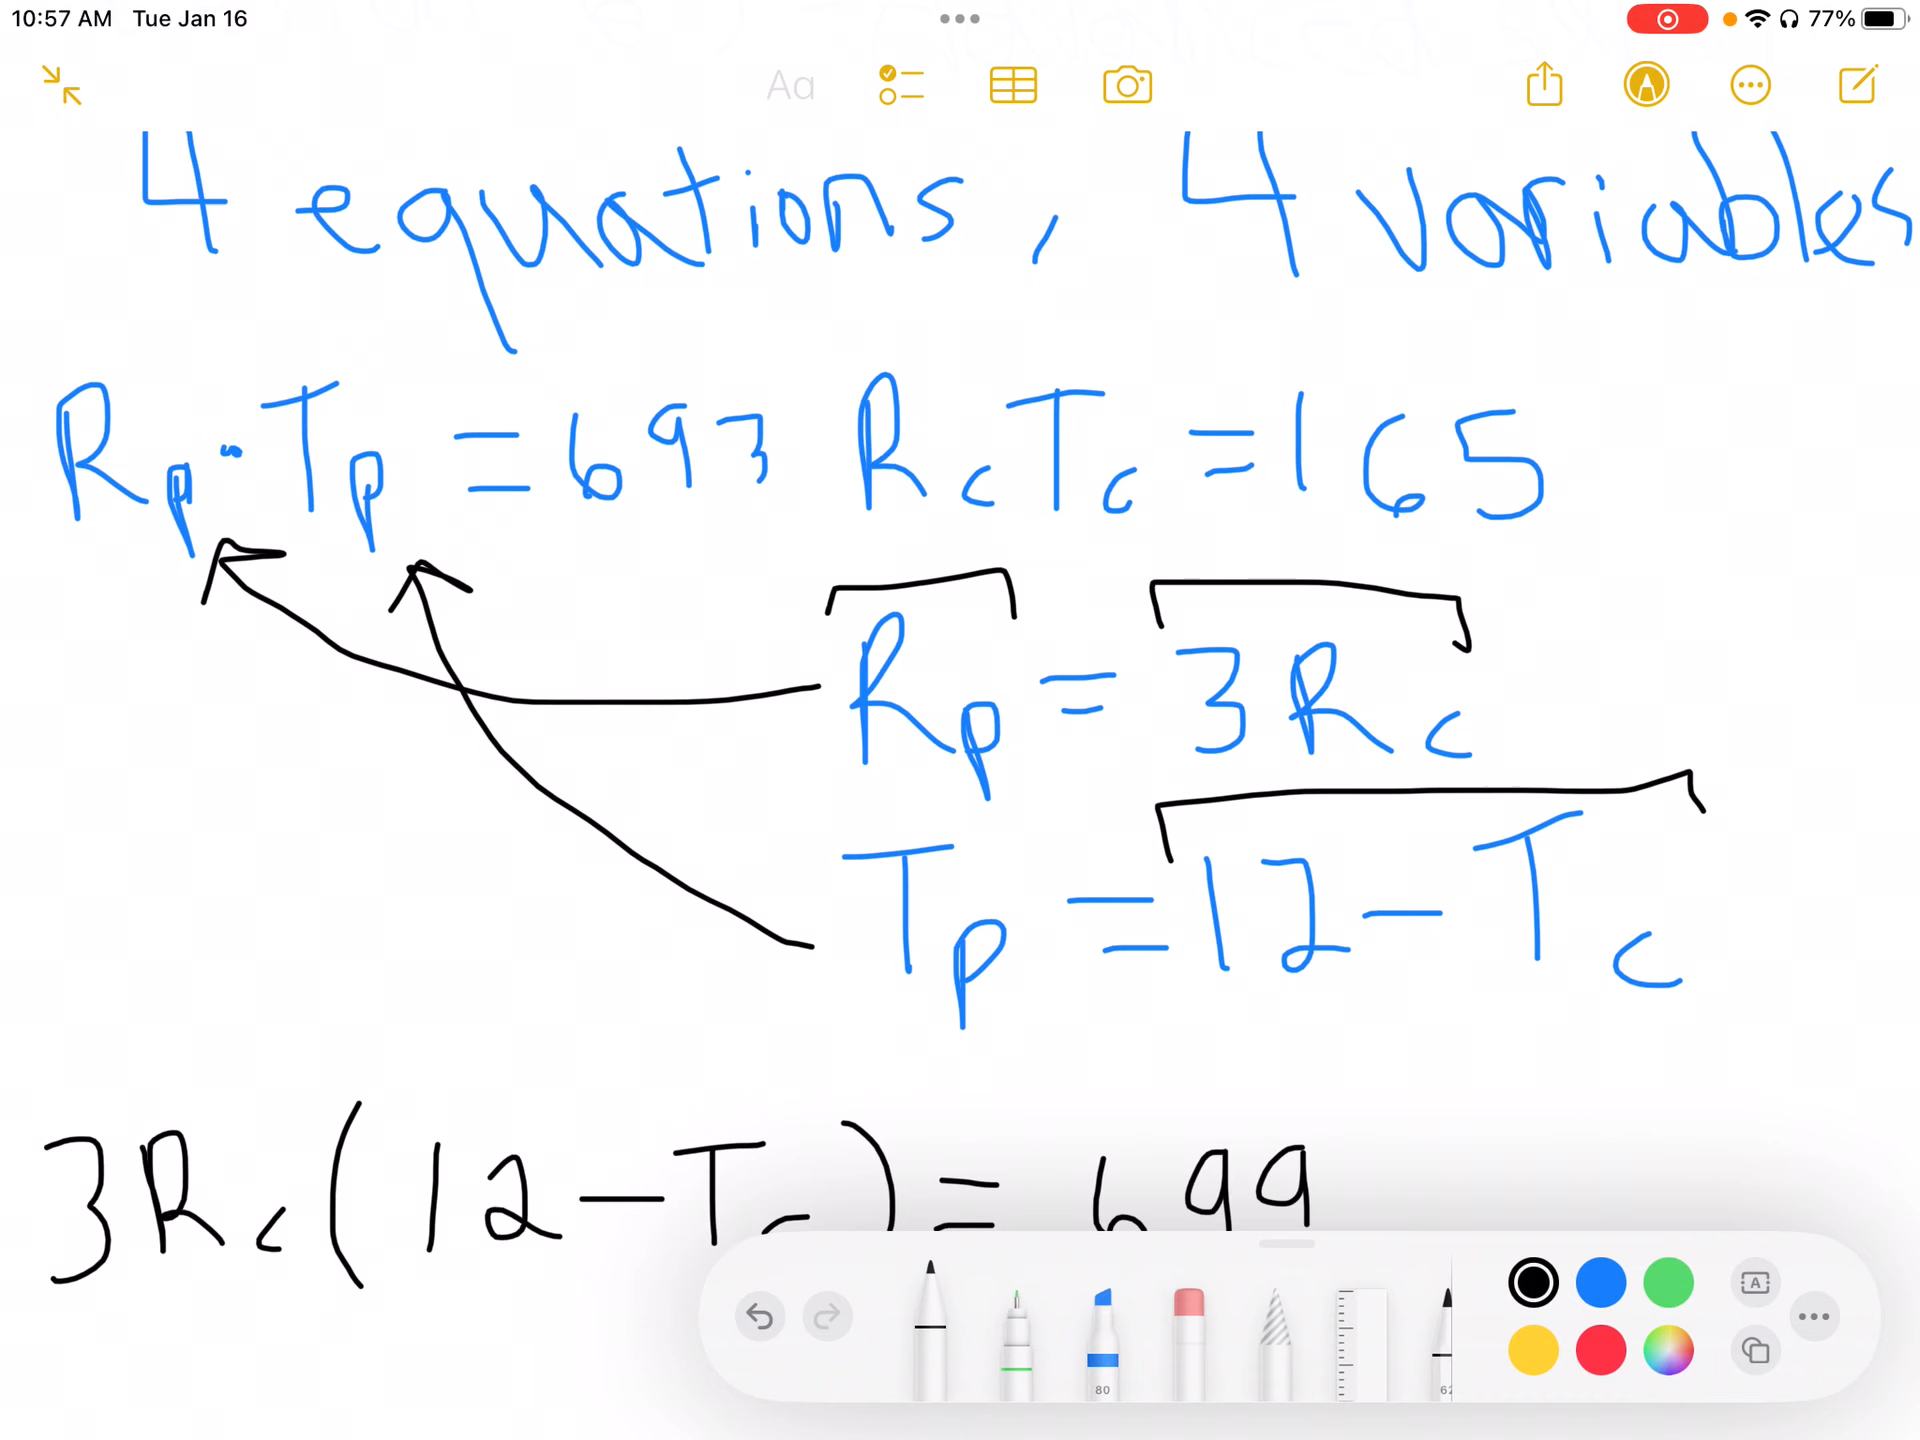 10:57 AM Tue Jan 16 77%
Aa
4 equations, 4 variables
Rp · Tp = 693 RcTc = 165
Rp = 3Rc
Tp = 12 - Tc
3Rc (12 - Tc) = 699
80
A